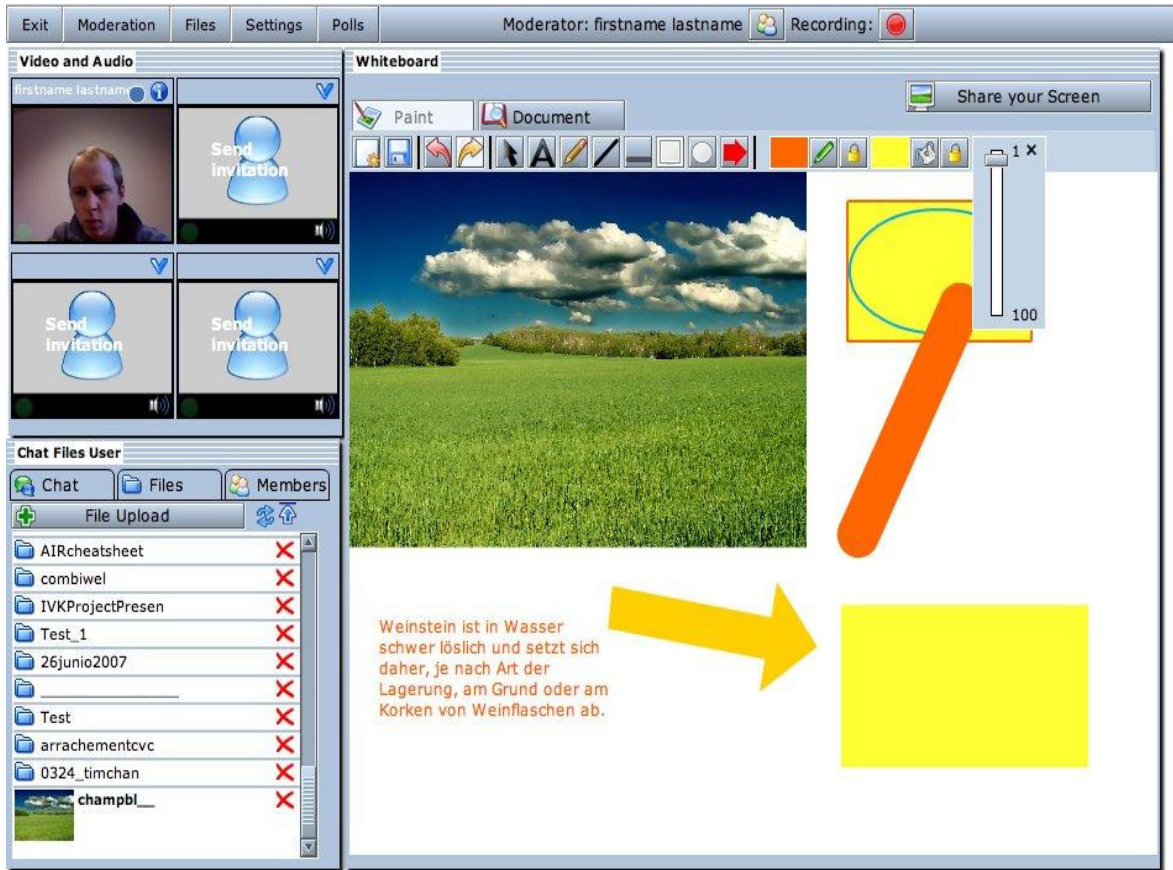 Exit Moderation Files Settings Polls Moderator: firstname lastname Recording:
Video and Audio
firstname lastname
Send
invitation
Send
invitation
Send
invitation
Chat Files User
Chat Files Members
File Upload
AIRcheatsheet
combiwel
IVKProjectPresen
Test_1
26junio2007
_________________
Test
arrachementcvc
0324_timchan
champbl__
Whiteboard
Share your Screen
Paint Document
1 ×
100
Weinstein ist in Wasser
schwer löslich und setzt sich
daher, je nach Art der
Lagerung, am Grund oder am
Korken von Weinflaschen ab.